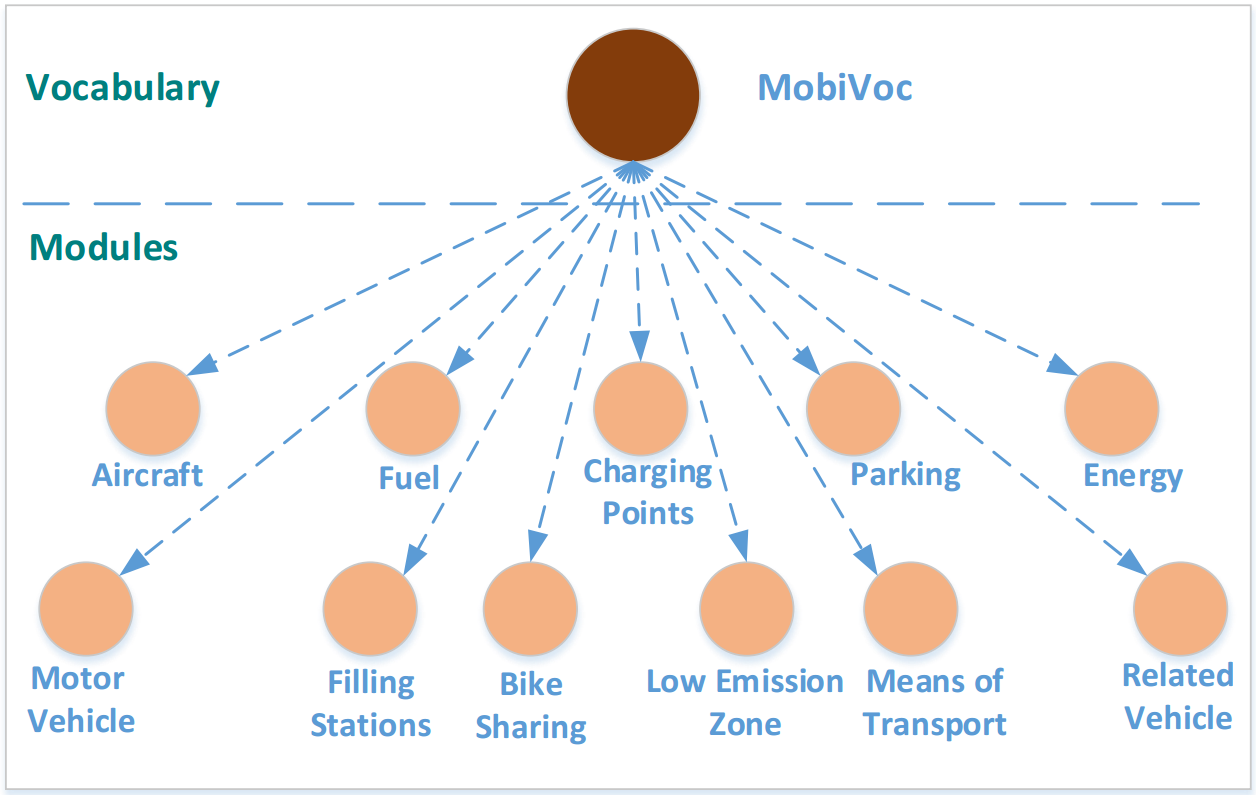 Vocabulary
MobiVoc
Modules
Aircraft
Fuel
Charging
Points
Parking
Energy
Motor
Vehicle
Filling
Stations
Bike
Sharing
Low Emission
Zone
Means of
Transport
Related
Vehicle